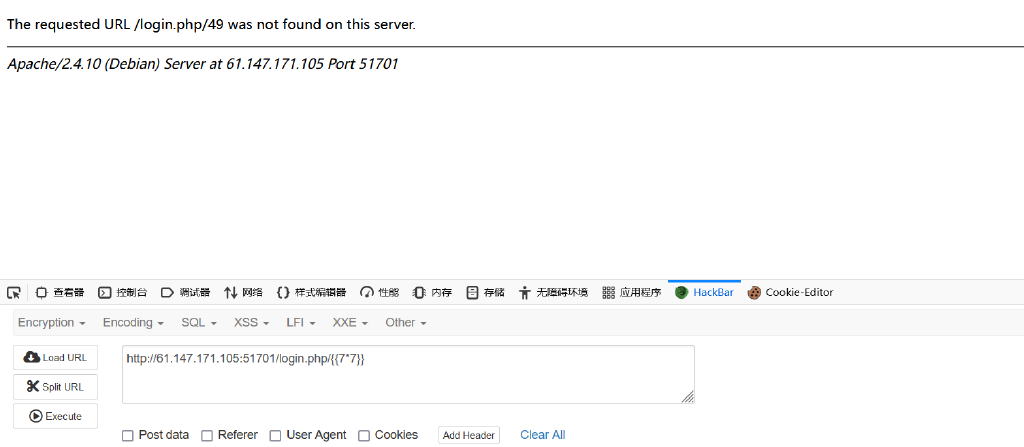 The requested URL /login.php/49 was not found on this server.
Apache/2.4.10 (Debian) Server at 61.147.171.105 Port 51701
查看器 控制台 调试器 网络 样式编辑器 性能 内存 存储 无障碍环境 应用程序 HackBar Cookie-Editor
Encryption Encoding SQL XSS LFI XXE Other
Load URL
http://61.147.171.105:51701/login.php/{{7*7}}
Split URL
Execute
Post data Referer User Agent Cookies Add Header Clear All